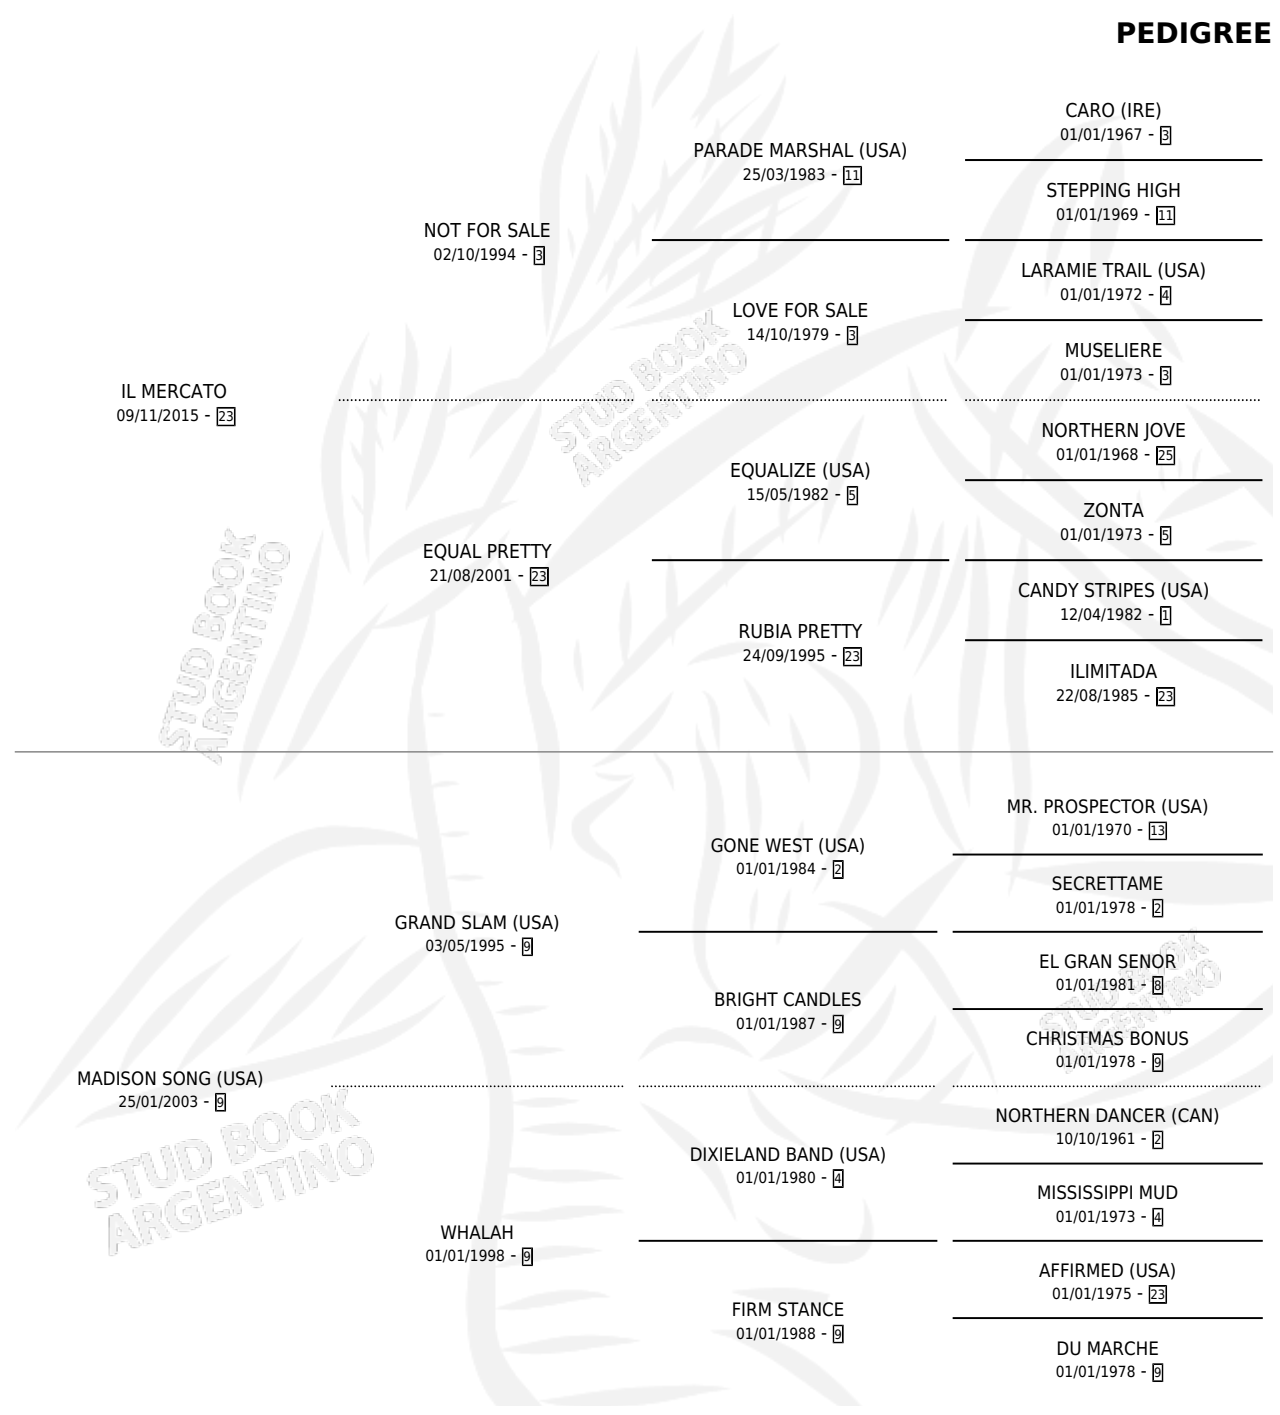 PEDIGREE
CARO (IRE)
01/01/1967 - 3
PARADE MARSHAL (USA)
25/03/1983 - 11
STEPPING HIGH
01/01/1969 - 11
NOT FOR SALE
02/10/1994 - 3
LARAMIE TRAIL (USA)
01/01/1972 - 4
LOVE FOR SALE
14/10/1979 - 3
MUSELIERE
01/01/1973 - 3
IL MERCATO
09/11/2015 - 23
STUD BOOK
ARGENTINO
NORTHERN JOVE
01/01/1968 - 25
EQUALIZE (USA)
15/05/1982 - 5
ZONTA
01/01/1973 - 5
EQUAL PRETTY
21/08/2001 - 23
CANDY STRIPES (USA)
12/04/1982 - 1
RUBIA PRETTY
24/09/1995 - 23
ILIMITADA
22/08/1985 - 23
STUD BOOK
ARGENTINO
MR. PROSPECTOR (USA)
01/01/1970 - 13
GONE WEST (USA)
01/01/1984 - 2
SECRETTAME
01/01/1978 - 2
GRAND SLAM (USA)
03/05/1995 - 9
EL GRAN SENOR
01/01/1981 - 8
BRIGHT CANDLES
01/01/1987 - 9
STUD BOOK
ARGENTINO
CHRISTMAS BONUS
01/01/1978 - 9
MADISON SONG (USA)
25/01/2003 - 9
NORTHERN DANCER (CAN)
10/10/1961 - 2
DIXIELAND BAND (USA)
01/01/1980 - 4
MISSISSIPPI MUD
01/01/1973 - 4
STUD BOOK
ARGENTINO
WHALAH
01/01/1998 - 9
AFFIRMED (USA)
01/01/1975 - 23
FIRM STANCE
01/01/1988 - 9
DU MARCHE
01/01/1978 - 9